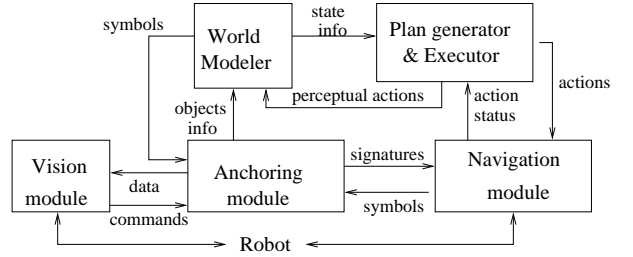 symbols
World
Modeler
state
info
Plan generator
& Executor
perceptual actions
actions
objects
info
action
status
Vision
module
data
commands
Anchoring
module
signatures
symbols
Navigation
module
Robot